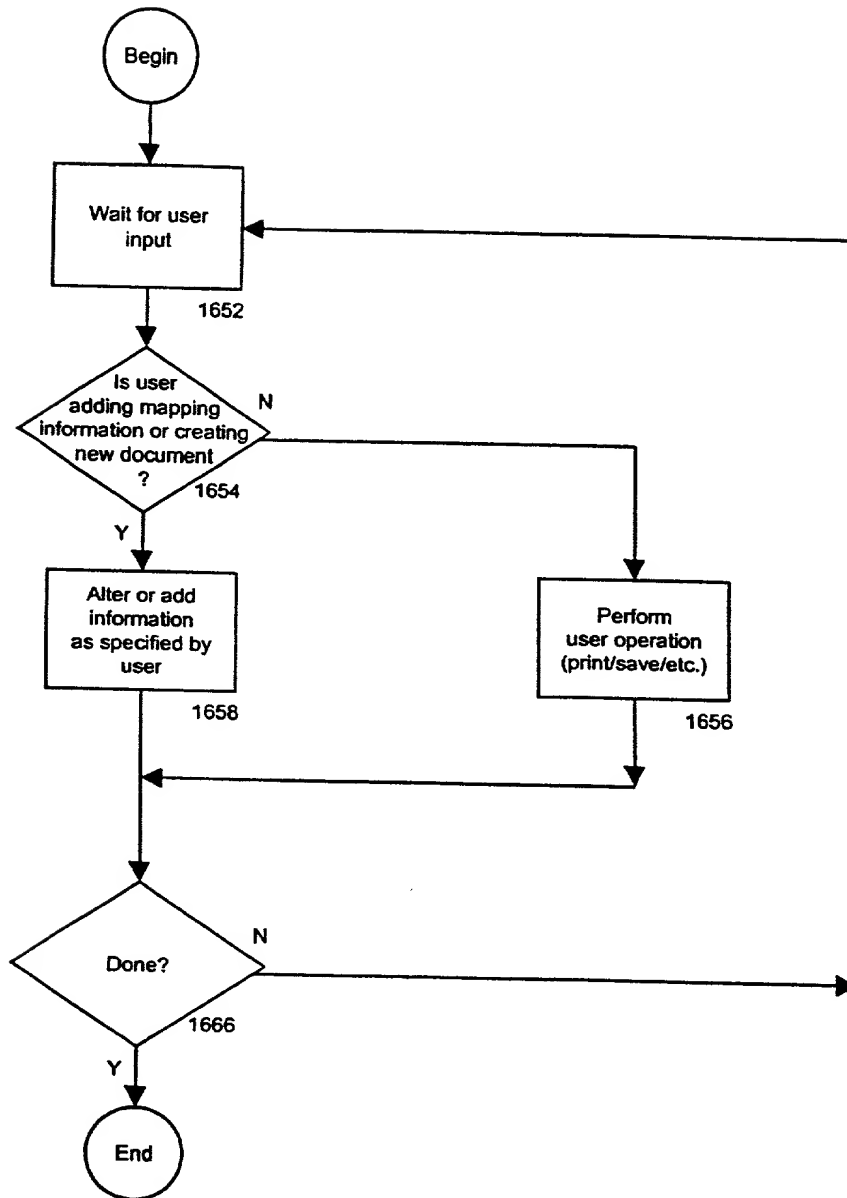 Begin
Wait for user
input
1652
Is user
adding mapping
information or creating
new document
?
N
1654
Y
Alter or add
information
as specified by
user
1658
Perform
user operation
(print/save/etc.)
1656
Done?
N
1666
Y
End